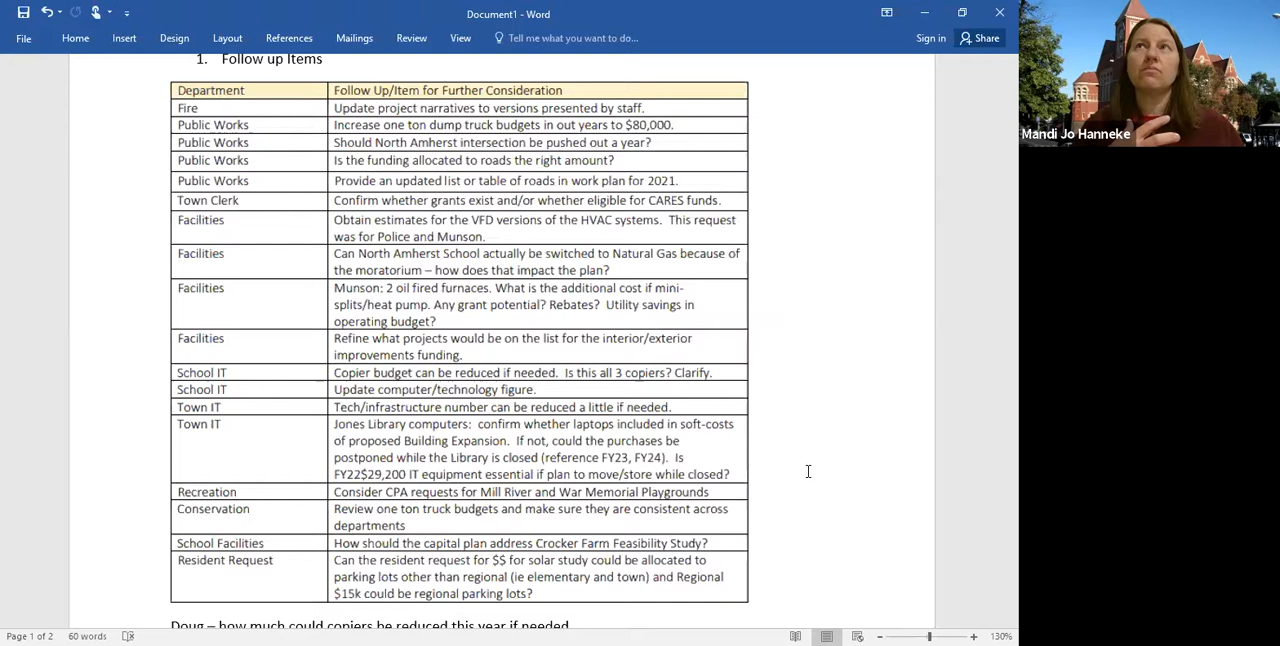 Document1 - Word
File Home Insert Design Layout References Mailings Review View Tell me what you want to do... Sign in Share
1. Follow up Items
Department Follow Up/Item for Further Consideration
Fire Update project narratives to versions presented by staff.
Public Works Increase one ton dump truck budgets in out years to $80,000.
Public Works Should North Amherst intersection be pushed out a year?
Public Works Is the funding allocated to roads the right amount?
Public Works Provide an updated list or table of roads in work plan for 2021.
Town Clerk Confirm whether grants exist and/or whether eligible for CARES funds.
Facilities Obtain estimates for the VFD versions of the HVAC systems. This request
was for Police and Munson.
Facilities Can North Amherst School actually be switched to Natural Gas because of
the moratorium – how does that impact the plan?
Facilities Munson: 2 oil fired furnaces. What is the additional cost if mini-
splits/heat pump. Any grant potential? Rebates? Utility savings in
operating budget?
Facilities Refine what projects would be on the list for the interior/exterior
improvements funding.
School IT Copier budget can be reduced if needed. Is this all 3 copiers? Clarify.
School IT Update computer/technology figure.
Town IT Tech/infrastructure number can be reduced a little if needed.
Town IT Jones Library computers: confirm whether laptops included in soft-costs
of proposed Building Expansion. If not, could the purchases be
postponed while the Library is closed (reference FY23, FY24). Is
FY22$29,200 IT equipment essential if plan to move/store while closed?
Recreation Consider CPA requests for Mill River and War Memorial Playgrounds
Conservation Review one ton truck budgets and make sure they are consistent across
departments
School Facilities How should the capital plan address Crocker Farm Feasibility Study?
Resident Request Can the resident request for $$ for solar study could be allocated to
parking lots other than regional (ie elementary and town) and Regional
$15k could be regional parking lots?
Doug – how much could copiers be reduced this year if needed
Page 1 of 2 60 words 130%
Mandi Jo Hanneke